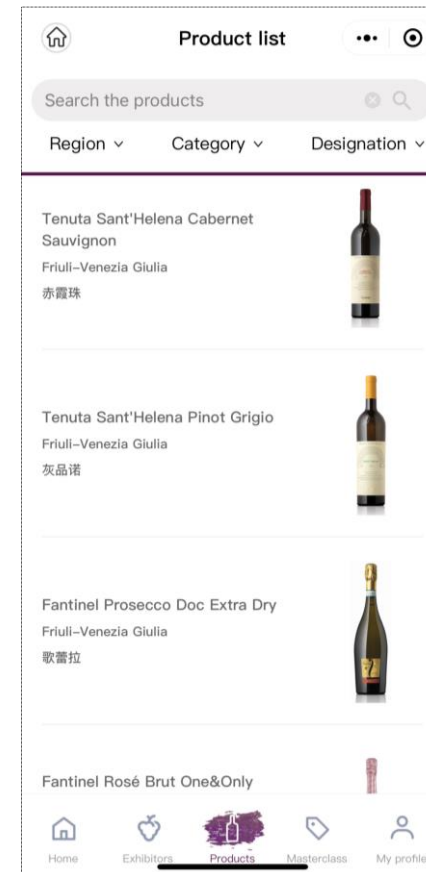 Product list
Search the products
Region
Category
Designation
Tenuta Sant'Helena Cabernet
Sauvignon
Friuli-Venezia Giulia
赤霞珠
Tenuta Sant'Helena Pinot Grigio
Friuli-Venezia Giulia
灰品诺
Fantinel Prosecco Doc Extra Dry
Friuli-Venezia Giulia
歌蕾拉
Fantinel Rosé Brut One&Only
Home
Exhibitors
Products
Masterclass
My profile